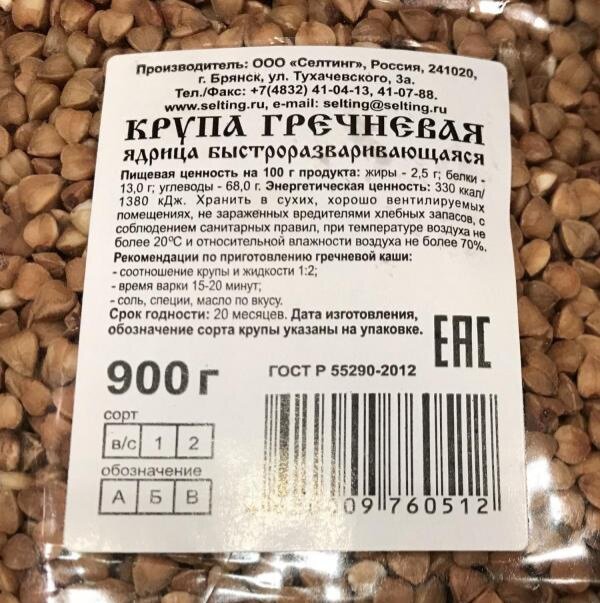 Производитель: ООО «Селтинг», Россия, 241020,
г. Брянск, ул. Тухачевского, 3а.
Тел./Факс: +7(4832) 41-04-13, 41-07-88.
www.selting.ru, e-mail: selting@selting.ru
КРУПА ГРЕЧНЕВАЯ
ЯДРИЦА БЫСТРОРАЗВАРИВАЮЩАЯСЯ
Пищевая ценность на 100 г продукта: жиры - 2,5 г; белки -
13,0 г; углеводы - 68,0 г. Энергетическая ценность: 330 ккал/
1380 кДж. Хранить в сухих, хорошо вентилируемых
помещениях, не зараженных вредителями хлебных запасов, с
соблюдением санитарных правил, при температуре воздуха не
более 20ºС и относительной влажности воздуха не более 70%.
Рекомендации по приготовлению гречневой каши:
- соотношение крупы и жидкости 1:2;
- время варки 15-20 минут;
- соль, специи, масло по вкусу.
Срок годности: 20 месяцев. Дата изготовления,
обозначение сорта крупы указаны на упаковке.
EAC
900 г
ГОСТ Р 55290-2012
сорт
в/с 1 2
обозначение
А Б В
09 760512